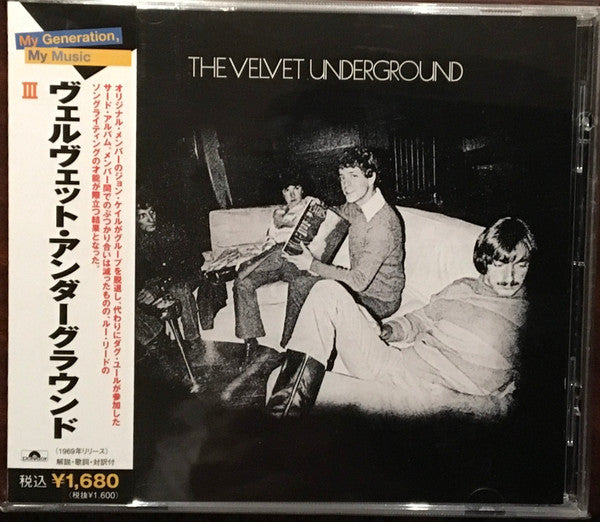 My Generation,
My Music
THE VELVET UNDERGROUND
III
ヴェルヴェット・アンダーグラウンド
オリジナル・メンバーのジョン・ケイルがグループを脱退し、代わりにダグ・ユールが参加した
サード・アルバム。メンバー間でのぶつかり合いは減ったものの、ルー・リードの
ソングライティングの才能が際立つ結果となった。
(1969年リリース)
解説・歌詞・対訳付
税込 ¥1,680
(税抜¥1,600)